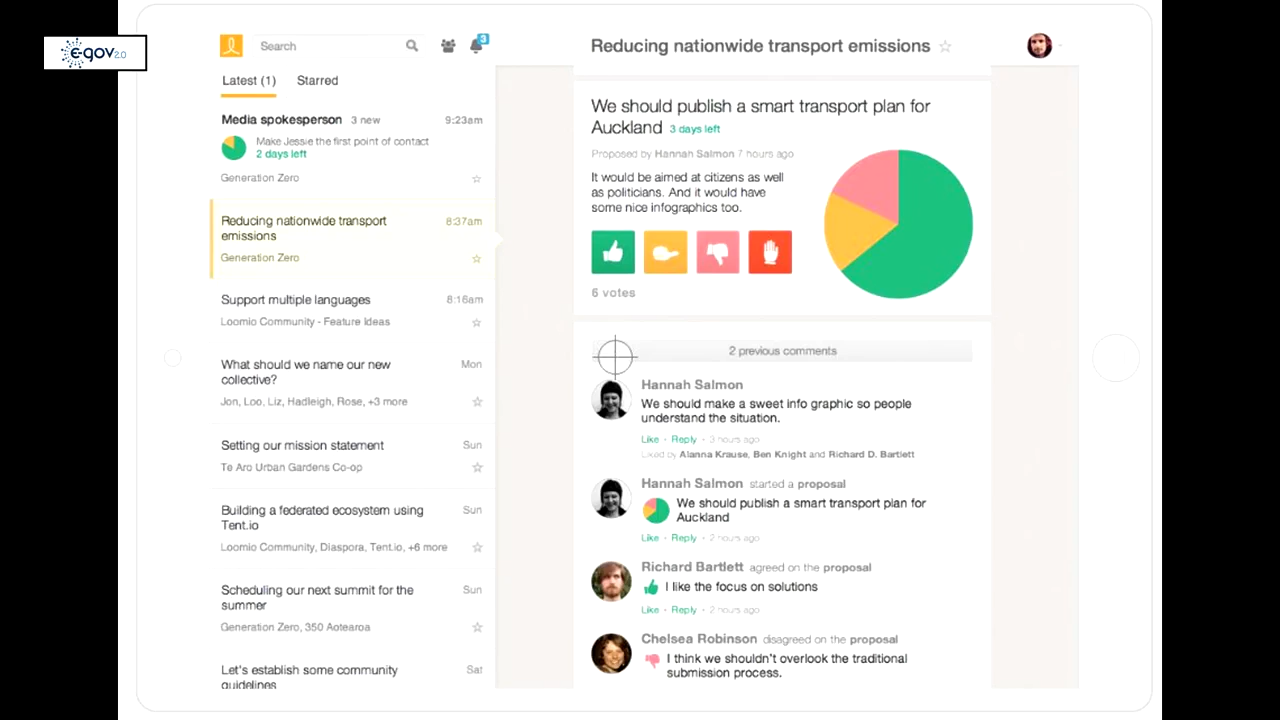 e-gov 2.0
Search
3
Latest (1) Starred
Media spokesperson 3 new 9:23am
Make Jessie the first point of contact
2 days left
Generation Zero
Reducing nationwide transport 8:37am
emissions
Generation Zero
Support multiple languages 8:16am
Loomio Community - Feature Ideas
What should we name our new Mon
collective?
Jon, Loo, Liz, Hadleigh, Rose, +3 more
Setting our mission statement Sun
Te Aro Urban Gardens Co-op
Building a federated ecosystem using Sun
Tent.io
Loomio Community, Diaspora, Tent.io, +6 more
Scheduling our next summit for the Sun
summer
Generation Zero, 350 Aotearoa
Let's establish some community Sat
guidelines
Reducing nationwide transport emissions
We should publish a smart transport plan for
Auckland 3 days left
Proposed by Hannah Salmon 7 hours ago
It would be aimed at citizens as well
as politicians. And it would have
some nice infographics too.
6 votes
2 previous comments
Hannah Salmon
We should make a sweet info graphic so people
understand the situation.
Like · Reply · 3 hours ago
Liked by Alanna Krause, Ben Knight and Richard D. Bartlett
Hannah Salmon started a proposal
We should publish a smart transport plan for
Auckland
Like · Reply · 2 hours ago
Richard Bartlett agreed on the proposal
I like the focus on solutions
Like · Reply · 2 hours ago
Chelsea Robinson disagreed on the proposal
I think we shouldn't overlook the traditional
submission process.